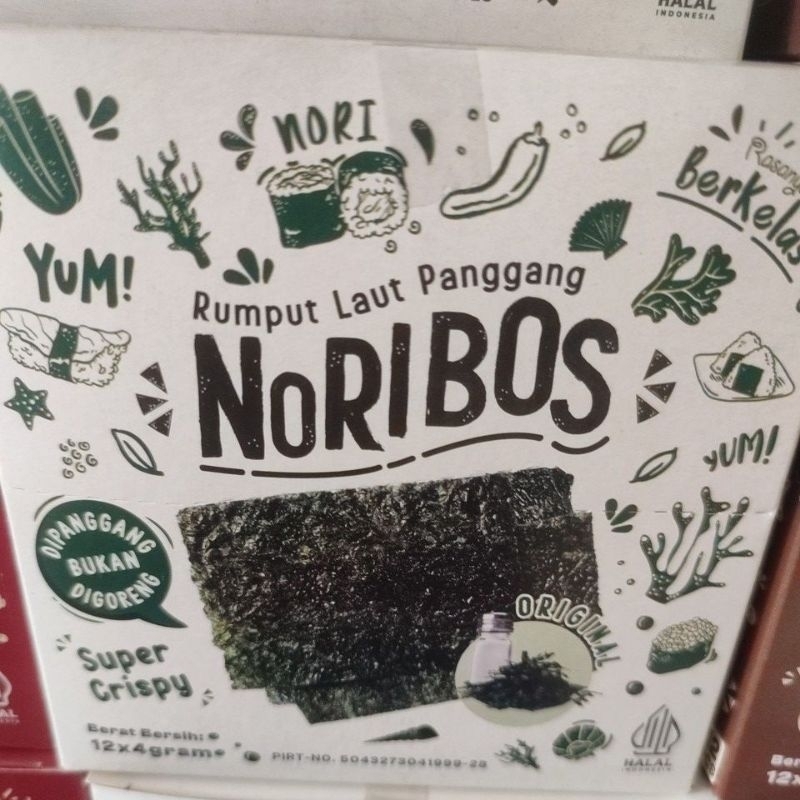 HALAL
INDONESIA
NORI
Rasanya
Berkelas
YUM!
Rumput Laut Panggang
NORIBOS
YUM!
DIPANGGANG
BUKAN
DIGORENG
ORIGINAL
Super
Crispy
Berat Bersih:
12x4gram
PIRT-NO. 5043273041999-28
HALAL
INDONESIA